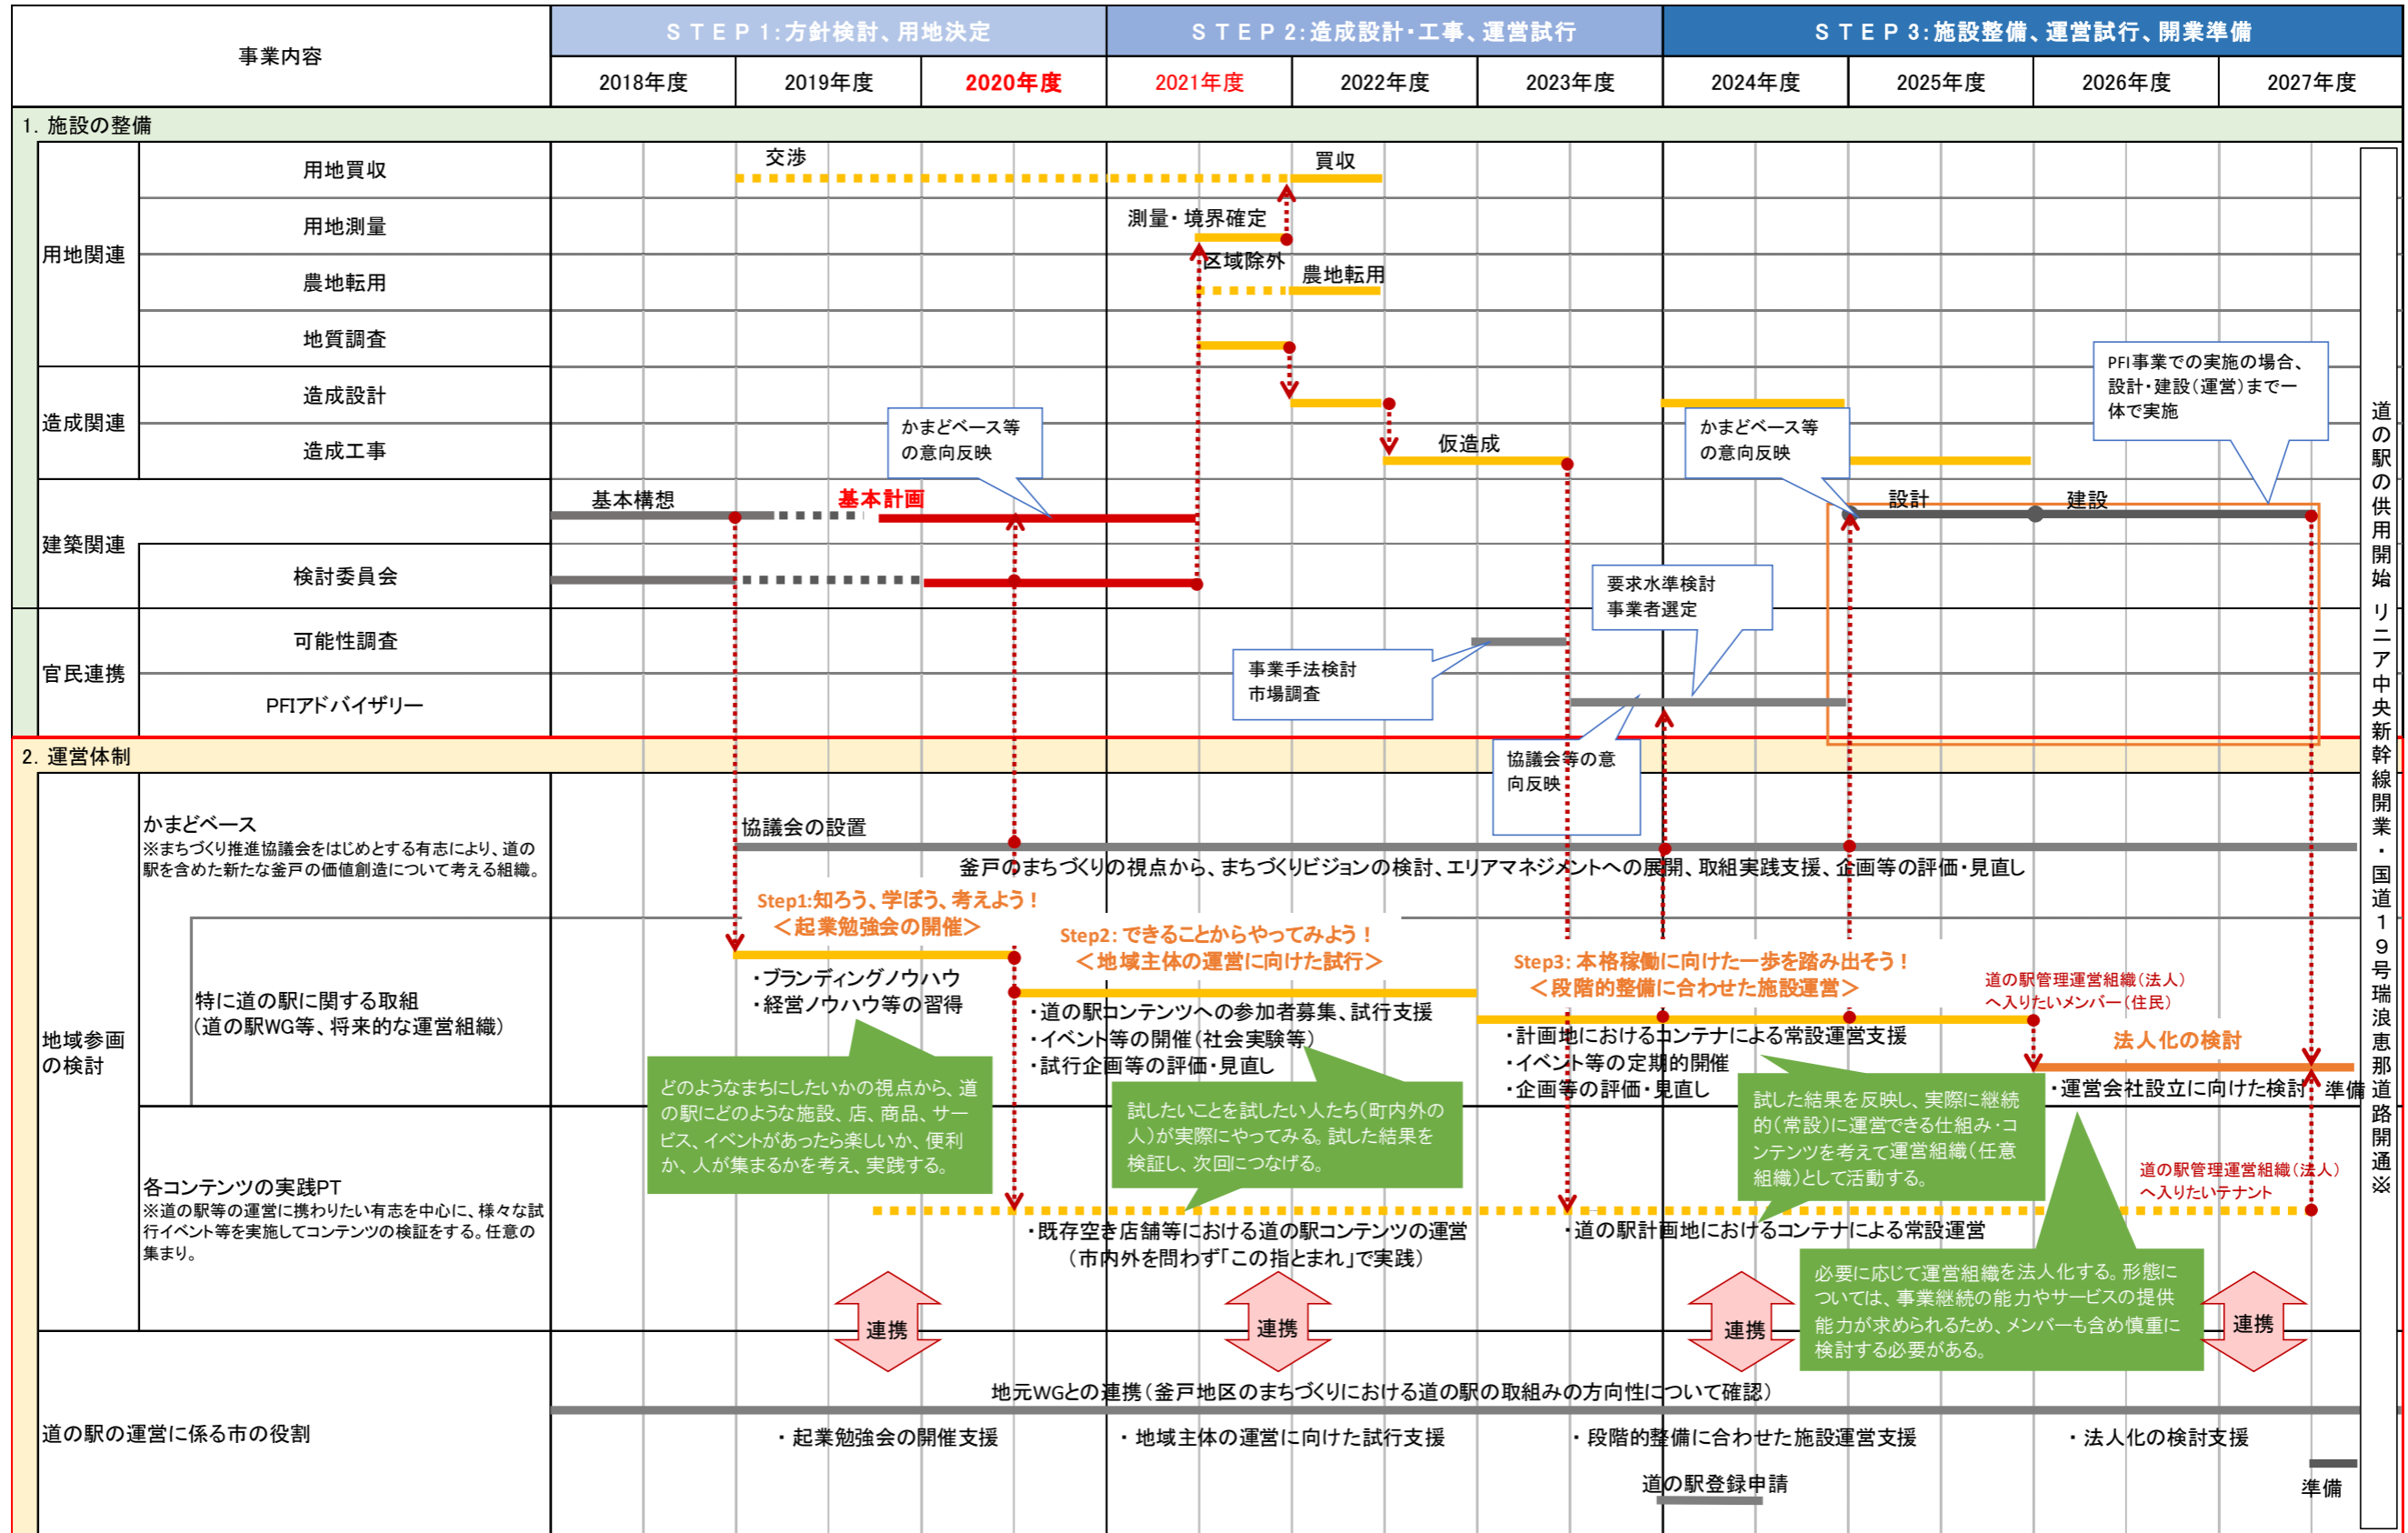 事業内容
ＳＴＥＰ1:方針検討、用地決定
ＳＴＥＰ2:造成設計・工事、運営試行
ＳＴＥＰ3:施設整備、運営試行、開業準備
2018年度
2019年度
2020年度
2021年度
2022年度
2023年度
2024年度
2025年度
2026年度
2027年度
1. 施設の整備
用地関連
用地買収
交渉
買収
用地測量
測量・境界確定
農地転用
区域除外
農地転用
地質調査
造成関連
造成設計
造成工事
仮造成
かまどベース等
の意向反映
かまどベース等
の意向反映
PFI事業での実施の場合、
設計・建設(運営)まで一
体で実施
建築関連
基本構想
基本計画
設計
建設
検討委員会
官民連携
可能性調査
事業手法検討
市場調査
要求水準検討
事業者選定
PFIアドバイザリー
協議会等の意
向反映
道の駅の供用開始 リニア中央新幹線開業・国道19号瑞浪恵那道路開通※
2. 運営体制
地域参画
の検討
かまどベース
※まちづくり推進協議会をはじめとする有志により、道の
駅を含めた新たな釜戸の価値創造について考える組織。
協議会の設置
釜戸のまちづくりの視点から、まちづくりビジョンの検討、エリアマネジメントへの展開、取組実践支援、企画等の評価・見直し
特に道の駅に関する取組
(道の駅WG等、将来的な運営組織)
Step1:知ろう、学ぼう、考えよう！
＜起業勉強会の開催＞
・ブランディングノウハウ
・経営ノウハウ等の習得
Step2: できることからやってみよう！
＜地域主体の運営に向けた試行＞
・道の駅コンテンツへの参加者募集、試行支援
・イベント等の開催(社会実験等)
・試行企画等の評価・見直し
Step3: 本格稼働に向けた一歩を踏み出そう！
＜段階的整備に合わせた施設運営＞
・計画地におけるコンテナによる常設運営支援
・イベント等の定期的開催
・企画等の評価・見直し
道の駅管理運営組織(法人)
へ入りたいメンバー(住民)
法人化の検討
・運営会社設立に向けた検討
準備
どのようなまちにしたいかの視点から、道
の駅にどのような施設、店、商品、サー
ビス、イベントがあったら楽しいか、便利
か、人が集まるかを考え、実践する。
試したいことを試したい人たち(町内外の
人)が実際にやってみる。試した結果を
検証し、次回につなげる。
試した結果を反映し、実際に継続
的(常設)に運営できる仕組み・コ
ンテンツを考えて運営組織(任意
組織)として活動する。
各コンテンツの実践PT
※道の駅等の運営に携わりたい有志を中心に、様々な試
行イベント等を実施してコンテンツの検証をする。任意の
集まり。
道の駅管理運営組織(法人)
へ入りたいテナント
・既存空き店舗等における道の駅コンテンツの運営
(市内外を問わず「この指とまれ」で実践)
・道の駅計画地におけるコンテナによる常設運営
必要に応じて運営組織を法人化する。形態に
ついては、事業継続の能力やサービスの提供
能力が求められるため、メンバーも含め慎重に
検討する必要がある。
連携
連携
連携
連携
道の駅の運営に係る市の役割
地元WGとの連携(釜戸地区のまちづくりにおける道の駅の取組みの方向性について確認)
・ 起業勉強会の開催支援
・ 地域主体の運営に向けた試行支援
・ 段階的整備に合わせた施設運営支援
・ 法人化の検討支援
道の駅登録申請
準備